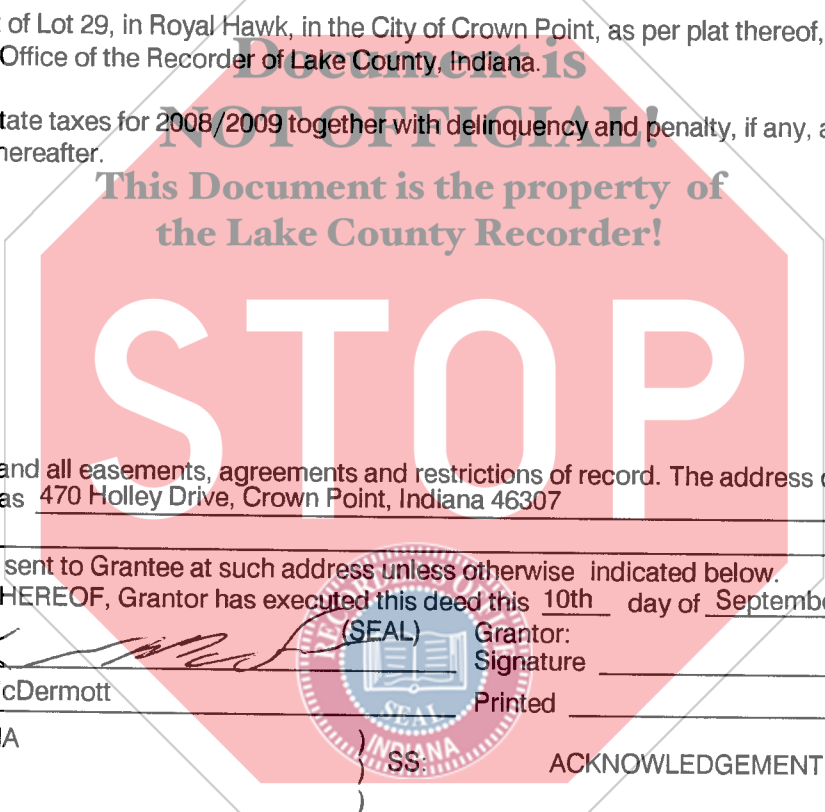 of Lot 29, in Royal Hawk, in the City of Crown Point, as per plat thereof,
Office of the Recorder of Lake County, Indiana.
Document is
tate taxes for 2008/2009 together with delinquency and penalty, if any, a
NOT OFFICIAL!
hereafter.
This Document is the property of
the Lake County Recorder!
STOP
and all easements, agreements and restrictions of record. The address o
as 470 Holley Drive, Crown Point, Indiana 46307
sent to Grantee at such address unless otherwise indicated below.
HEREOF, Grantor has executed this deed this 10th day of Septembe
(SEAL) Grantor:
Signature
cDermott
Printed
RECORDER'S OFFICE
SEAL
INDIANA
IA
) SS: ACKNOWLEDGEMENT
)